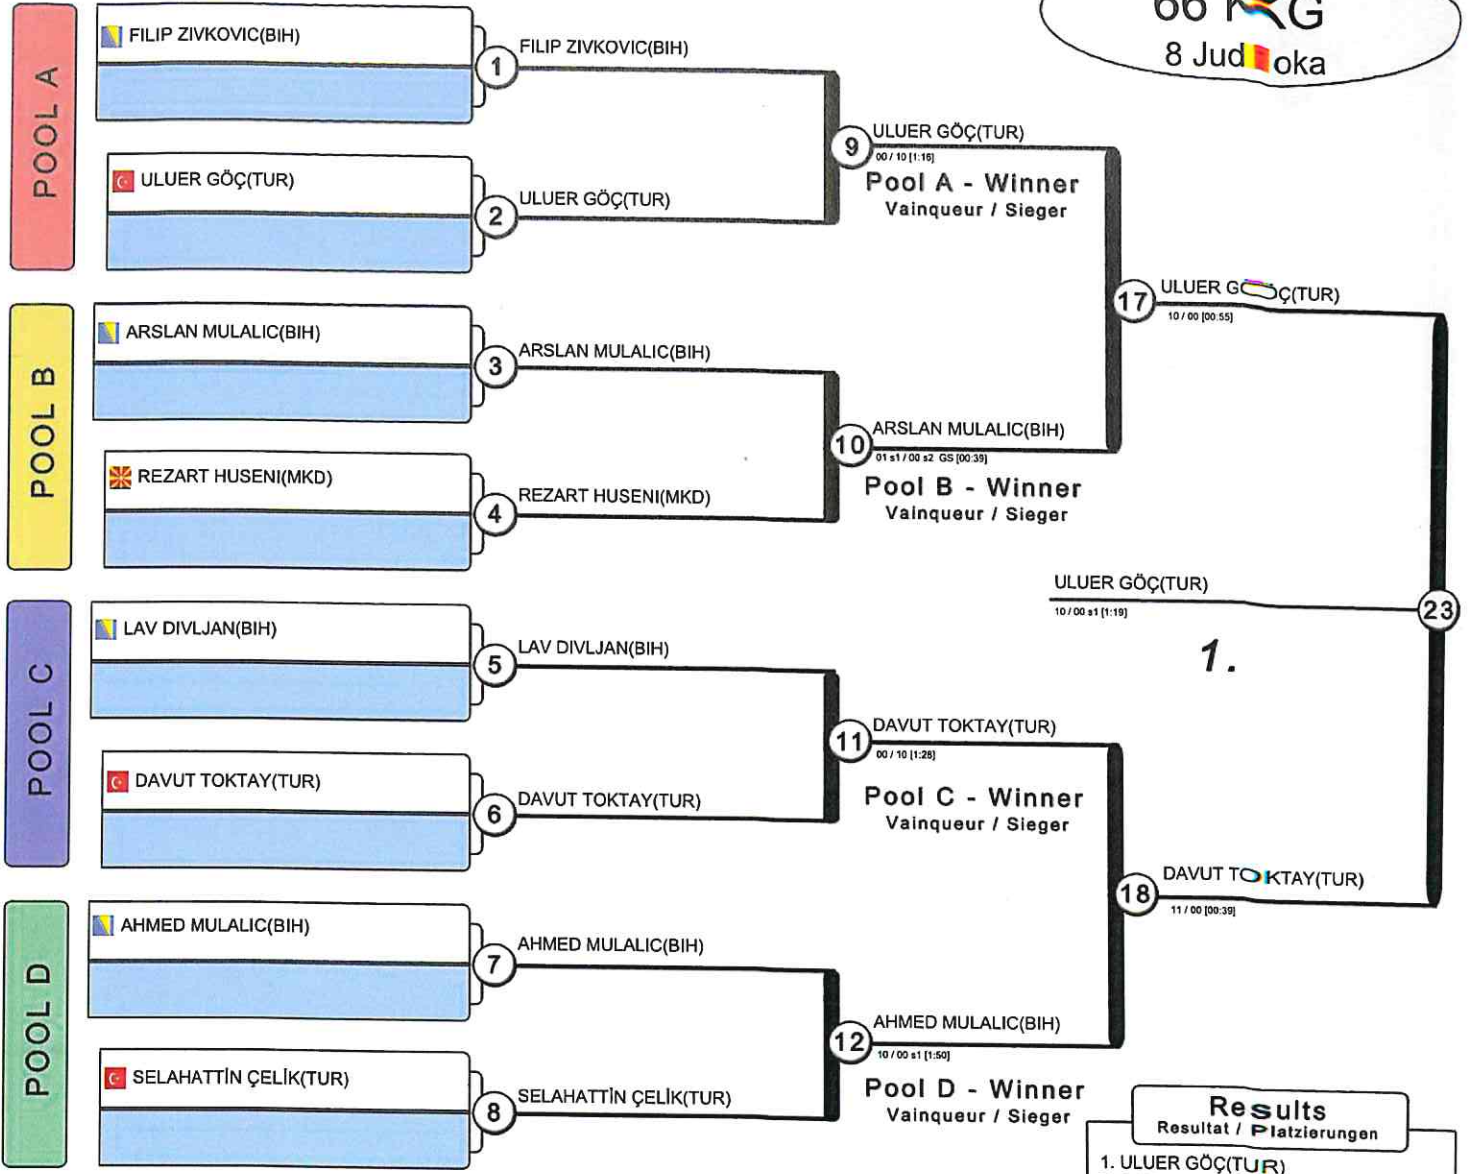 66 KG
8 Judoka
POOL A
FILIP ZIVKOVIC(BIH)
1
FILIP ZIVKOVIC(BIH)
ULUER GÖÇ(TUR)
2
ULUER GÖÇ(TUR)
9
ULUER GÖÇ(TUR)
00 / 10 [1:16]
Pool A - Winner
Vainqueur / Sieger
POOL B
ARSLAN MULALIC(BIH)
3
ARSLAN MULALIC(BIH)
REZART HUSENI(MKD)
4
REZART HUSENI(MKD)
10
ARSLAN MULALIC(BIH)
01 s1 / 00 s2 GS [00:39]
Pool B - Winner
Vainqueur / Sieger
17
ULUER GÖÇ(TUR)
10 / 00 [00:55]
ULUER GÖÇ(TUR)
10 / 00 s1 [1:19]
23
1.
POOL C
LAV DIVLJAN(BIH)
5
LAV DIVLJAN(BIH)
DAVUT TOKTAY(TUR)
6
DAVUT TOKTAY(TUR)
11
DAVUT TOKTAY(TUR)
00 / 10 [1:28]
Pool C - Winner
Vainqueur / Sieger
18
DAVUT TOKTAY(TUR)
11 / 00 [00:39]
POOL D
AHMED MULALIC(BIH)
7
AHMED MULALIC(BIH)
SELAHATTİN ÇELİK(TUR)
8
SELAHATTİN ÇELİK(TUR)
12
AHMED MULALIC(BIH)
10 / 00 s1 [1:50]
Pool D - Winner
Vainqueur / Sieger
Results
Resultat / Platzierungen
1. ULUER GÖÇ(TUR)